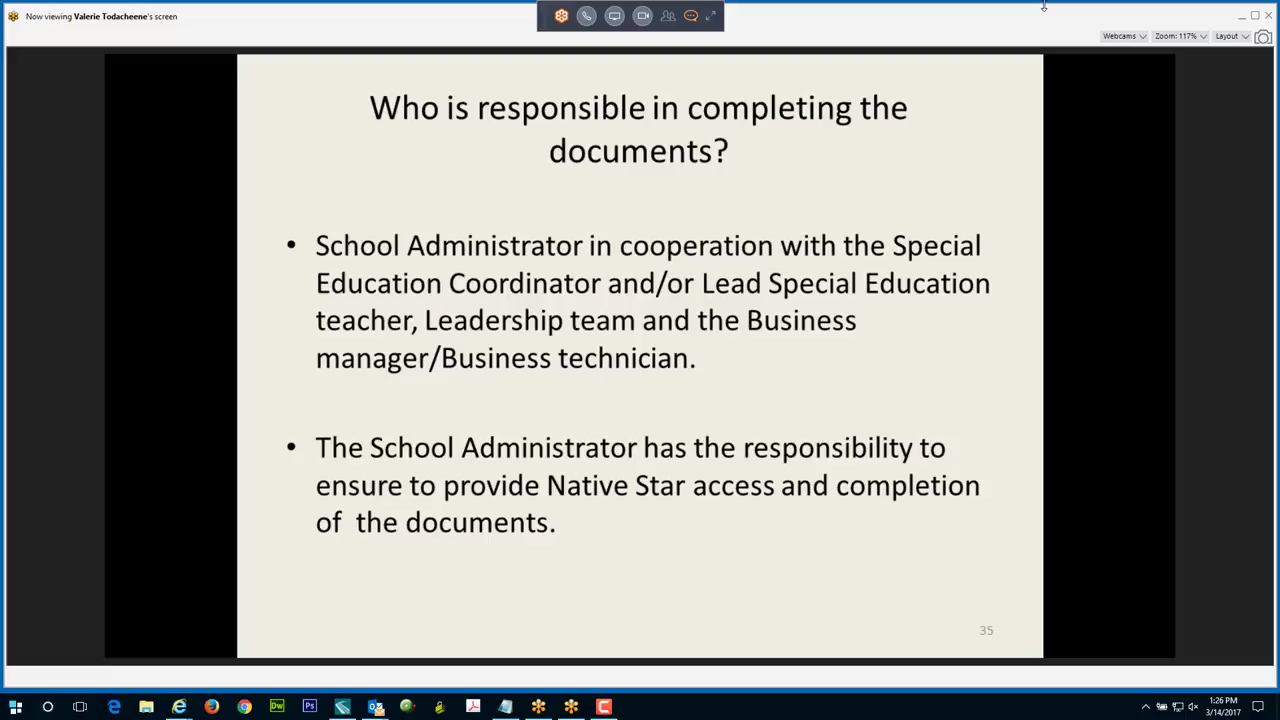 Now viewing Valerie Todacheene's screen
Webcams
Zoom: 117%
Layout
Who is responsible in completing the
documents?
• School Administrator in cooperation with the Special
Education Coordinator and/or Lead Special Education
teacher, Leadership team and the Business
manager/Business technician.
• The School Administrator has the responsibility to
ensure to provide Native Star access and completion
of the documents.
35
Dw
Ps
1:26 PM
3/14/2017